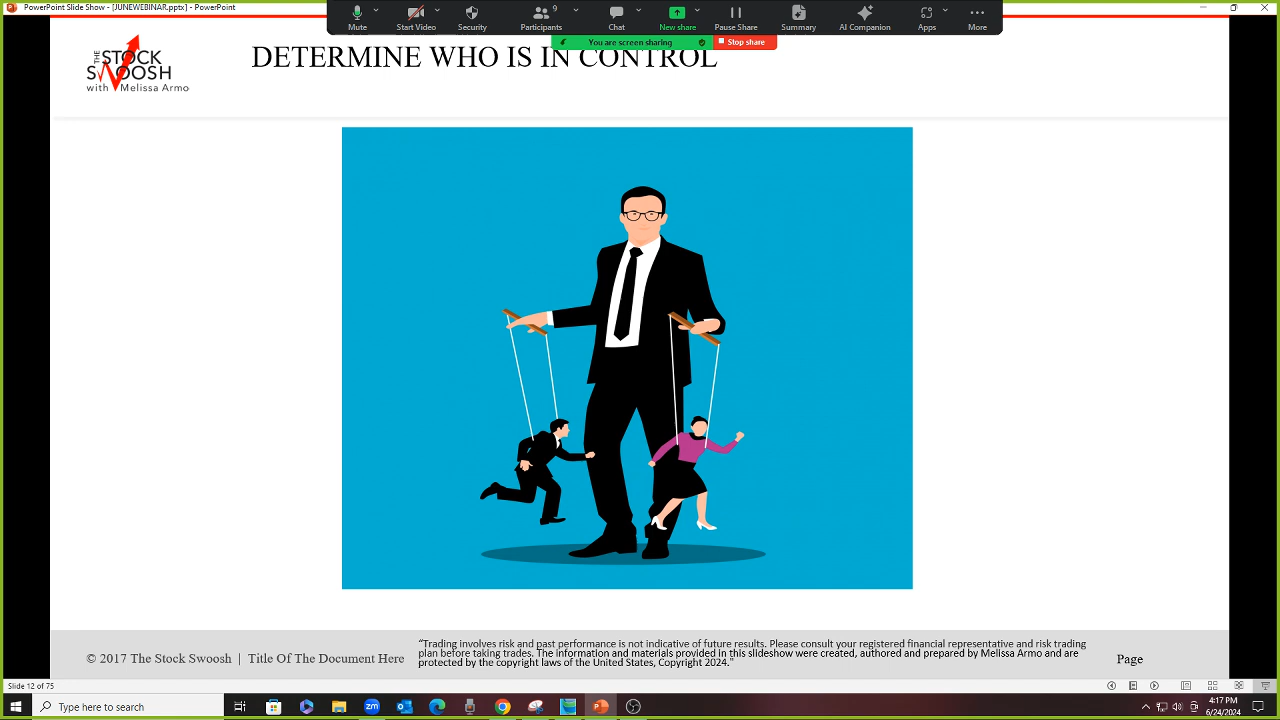 PowerPoint Slide Show - [JUNEWEBINAR.pptx] - PowerPoint
Mute
Start Video
Security
9
Participants
Chat
New share
Pause Share
Summary
AI Companion
Apps
More
You are screen sharing
Stop share
THE
STOCK
SWOOSH
with Melissa Armo
DETERMINE WHO IS IN CONTROL
© 2017 The Stock Swoosh | Title Of The Document Here
"Trading involves risk and past performance is not indicative of future results. Please consult your registered financial representative and risk trading
plan before taking trades. The information and materials provided in this slideshow were created, authored and prepared by Melissa Armo and are
protected by the copyright laws of the United States, Copyright 2024."
Page
Slide 12 of 75
Type here to search
4:17 PM
6/24/2024